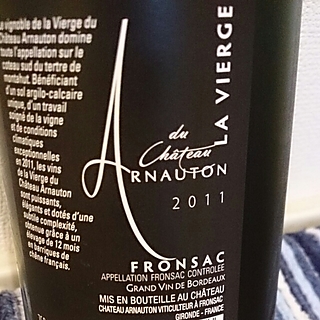 Le vignoble de la Vierge du
Château Arnauton domine
toute l'appellation sur le
coteau sud du tertre de
montahut. Bénéficiant
d'un sol argilo-calcaire
unique, d'un travail
soigné de la vigne
et de conditions
climatiques
exceptionnelles
en 2011, les vins
de la Vierge du
Château Arnauton
sont puissants,
élégants et dotés d'une
subtile complexité,
obtenue grâce à un
élevage de 12 mois
en barriques de
chêne français.
LA VIERGE
du
Château
ARNAUTON
2011
FRONSAC
APPELLATION FRONSAC CONTRÔLÉE
GRAND VIN DE BORDEAUX
MIS EN BOUTEILLE AU CHÂTEAU
CHATEAU ARNAUTON VITICULTEUR À FRONSAC
GIRONDE - FRANCE